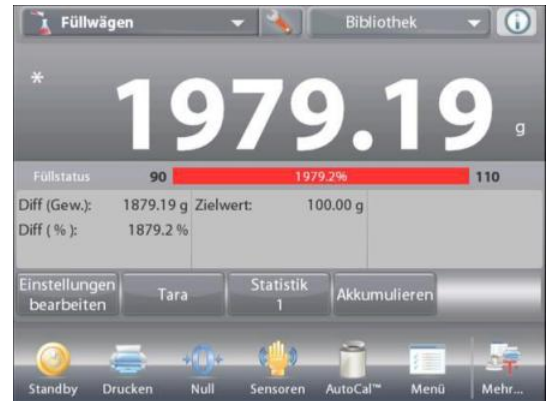 Füllwägen Bibliothek
*
1979.19 g
Füllstatus 90 1979.2% 110
Diff (Gew.): 1879.19 g Zielwert: 100.00 g
Diff ( % ): 1879.2 %
Einstellungen bearbeiten Tara Statistik 1 Akkumulieren
Standby Drucken Null Sensoren AutoCal™ Menü Mehr...